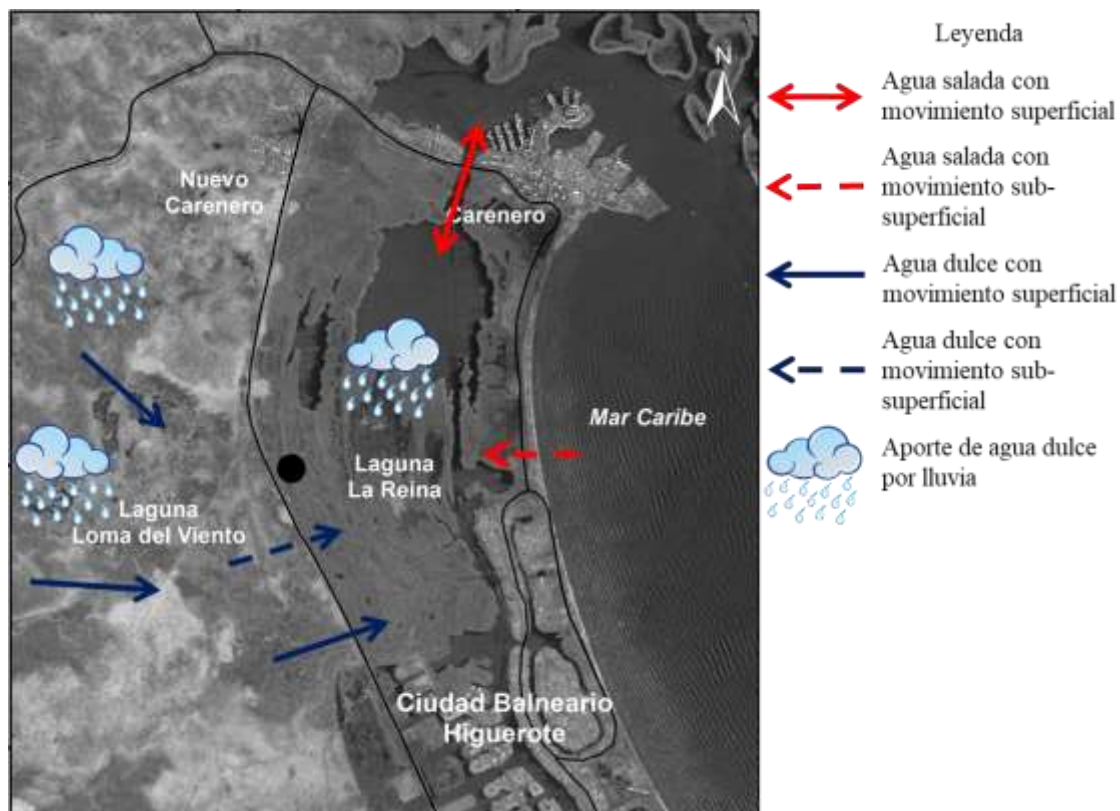 N
Nuevo
Carenero
Carenero
Mar Caribe
Laguna
La Reina
Laguna
Loma del Viento
Ciudad Balneario
Higuerote
Leyenda
Agua salada con
movimiento superficial
Agua salada con
movimiento sub-
superficial
Agua dulce con
movimiento superficial
Agua dulce con
movimiento sub-
superficial
Aporte de agua dulce
por lluvia